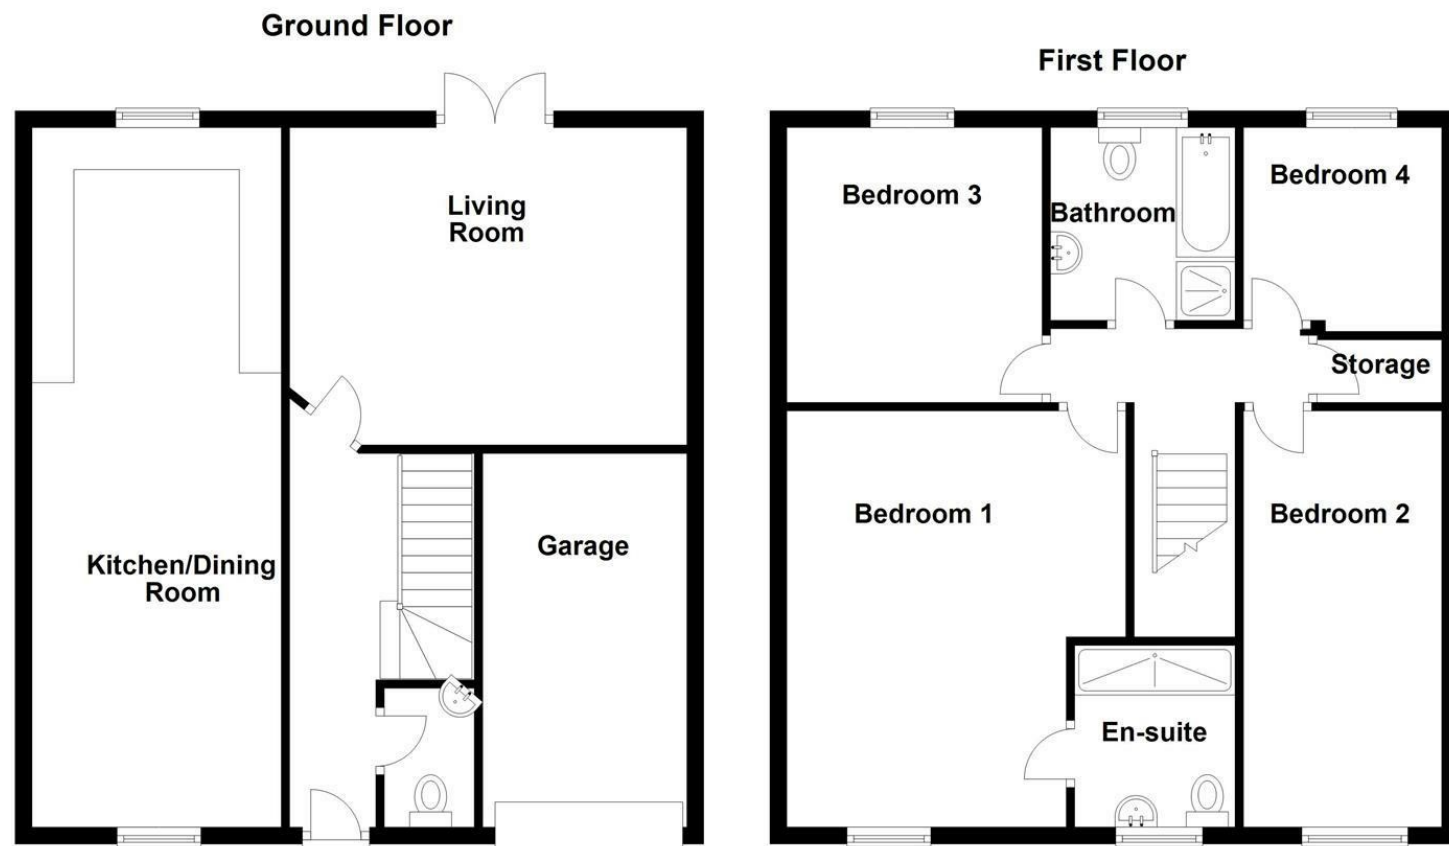 Ground Floor
Living
Room
Kitchen/Dining
Room
Garage
First Floor
Bedroom 3
Bathroom
Bedroom 4
Storage
Bedroom 1
Bedroom 2
En-suite